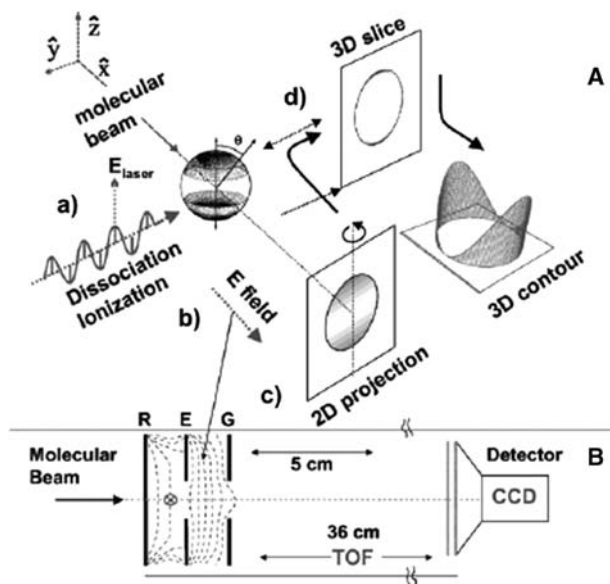 A
ẑ
ŷ
x̂
molecular
beam
θ
E laser
a)
Dissociation
Ionization
b)
E field
c)
2D projection
d)
3D slice
3D contour
B
R E G
Molecular
Beam
5 cm
36 cm
TOF
Detector
CCD